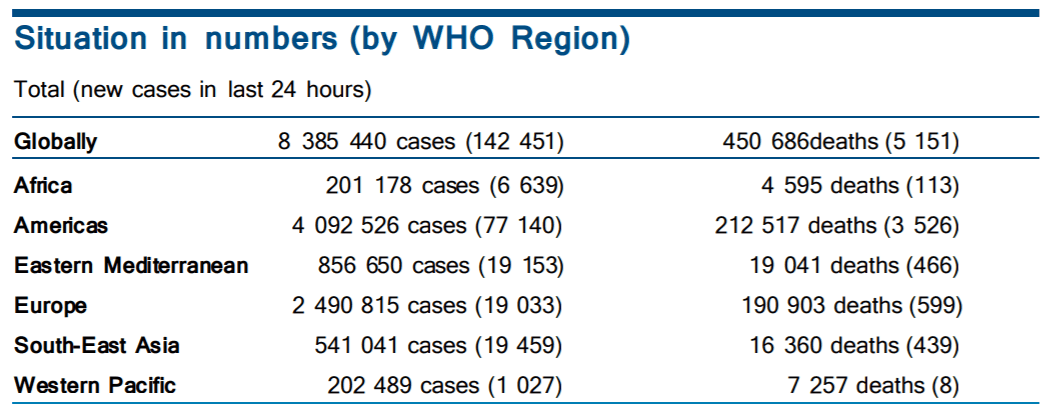 Situation in numbers (by WHO Region)
Total (new cases in last 24 hours)
Globally 8 385 440 cases (142 451) 450 686deaths (5 151)
Africa 201 178 cases (6 639) 4 595 deaths (113)
Americas 4 092 526 cases (77 140) 212 517 deaths (3 526)
Eastern Mediterranean 856 650 cases (19 153) 19 041 deaths (466)
Europe 2 490 815 cases (19 033) 190 903 deaths (599)
South-East Asia 541 041 cases (19 459) 16 360 deaths (439)
Western Pacific 202 489 cases (1 027) 7 257 deaths (8)